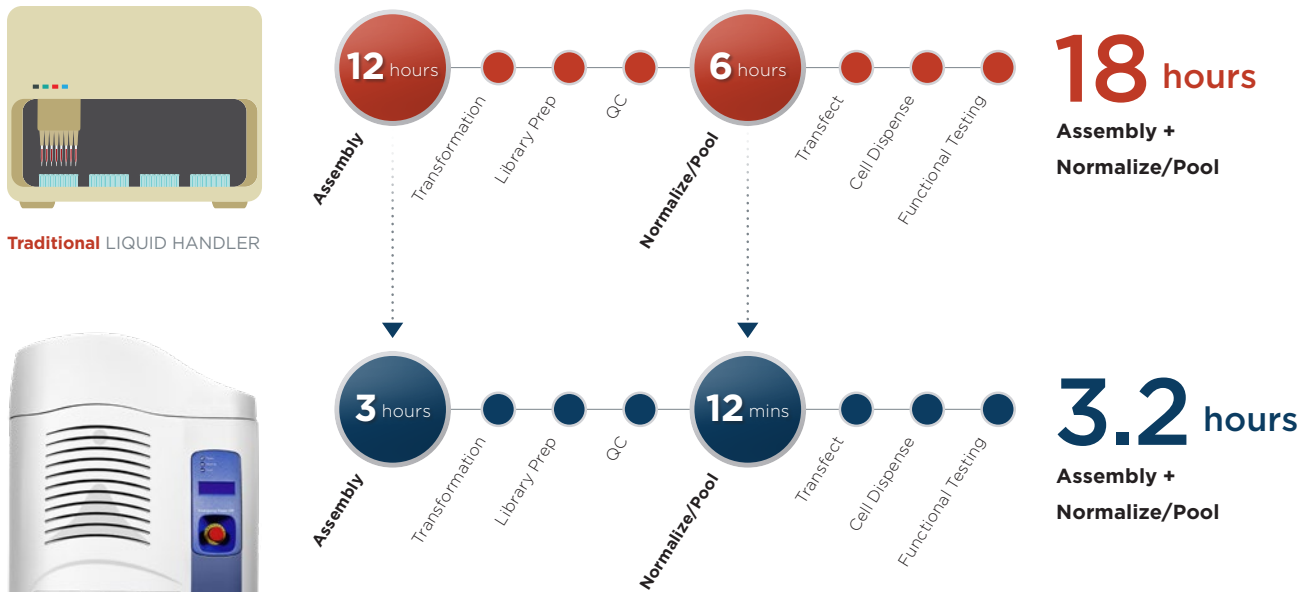 12 hours
6 hours
18 hours
Assembly
Transformation
Library Prep
QC
Normalize/Pool
Transfect
Cell Dispense
Functional Testing
Assembly +
Normalize/Pool
Traditional LIQUID HANDLER
3 hours
12 mins
3.2 hours
Assembly
Transformation
Library Prep
QC
Normalize/Pool
Transfect
Cell Dispense
Functional Testing
Assembly +
Normalize/Pool